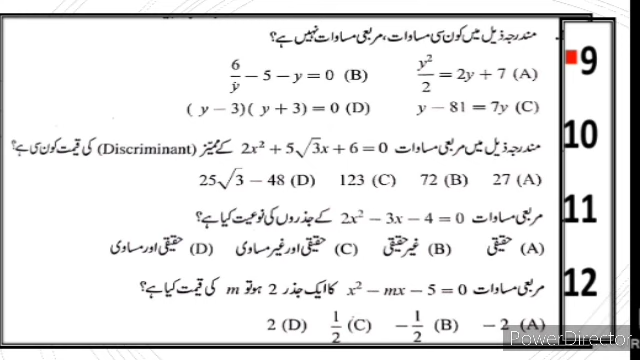 9 مندرجہ ذیل میں کون سی مساوات، مربعی مساوات نہیں ہے؟
(A) y²/2 = 2y + 7 (B) 6/y − 5 − y = 0
(C) y − 81 = 7y (D) (y − 3)(y + 3) = 0
10 مندرجہ ذیل میں مربعی مساوات 2x² + 5√3x + 6 = 0 کے ممیّز (Discriminant) کی قیمت کون سی ہے؟
(A) 27 (B) 72 (C) 123 (D) 25√3 − 48
11 مربعی مساوات 2x² − 3x − 4 = 0 کے جذروں کی نوعیت کیا ہے؟
(A) حقیقی (B) غیر حقیقی (C) حقیقی اور غیر مساوی (D) حقیقی اور مساوی
12 مربعی مساوات x² − mx − 5 = 0 کا ایک جذر 2 ہو تو m کی قیمت کیا ہے؟
(A) −2 (B) −1/2 (C) 1/2 (D) 2
PowerDirector